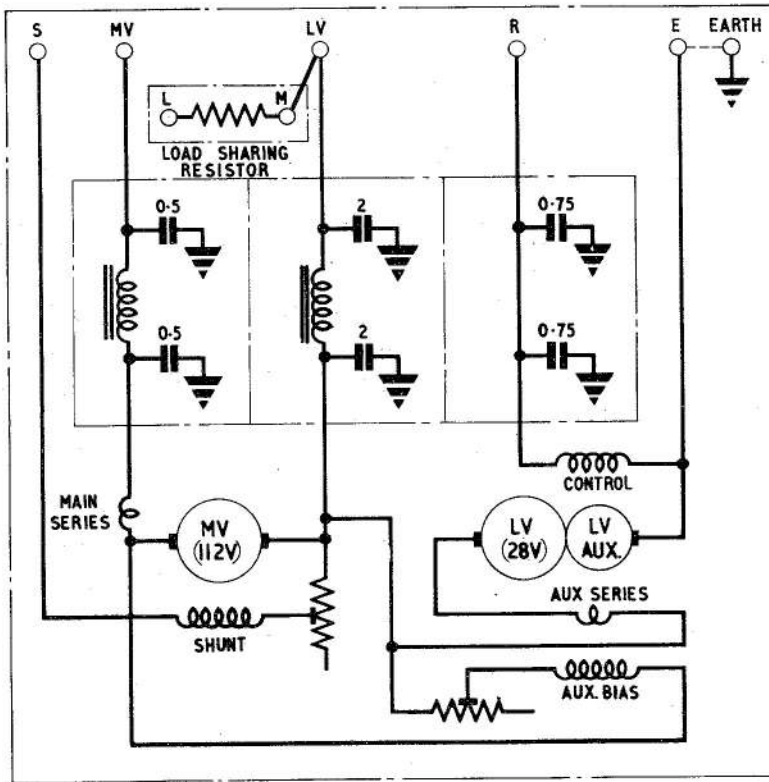 S MV LV R E EARTH
L M
LOAD SHARING
RESISTOR
0·5 2 0·75
0·5 2 0·75
CONTROL
MAIN
SERIES
MV
(112V)
LV
(28V)
LV
AUX.
AUX SERIES
SHUNT
AUX. BIAS